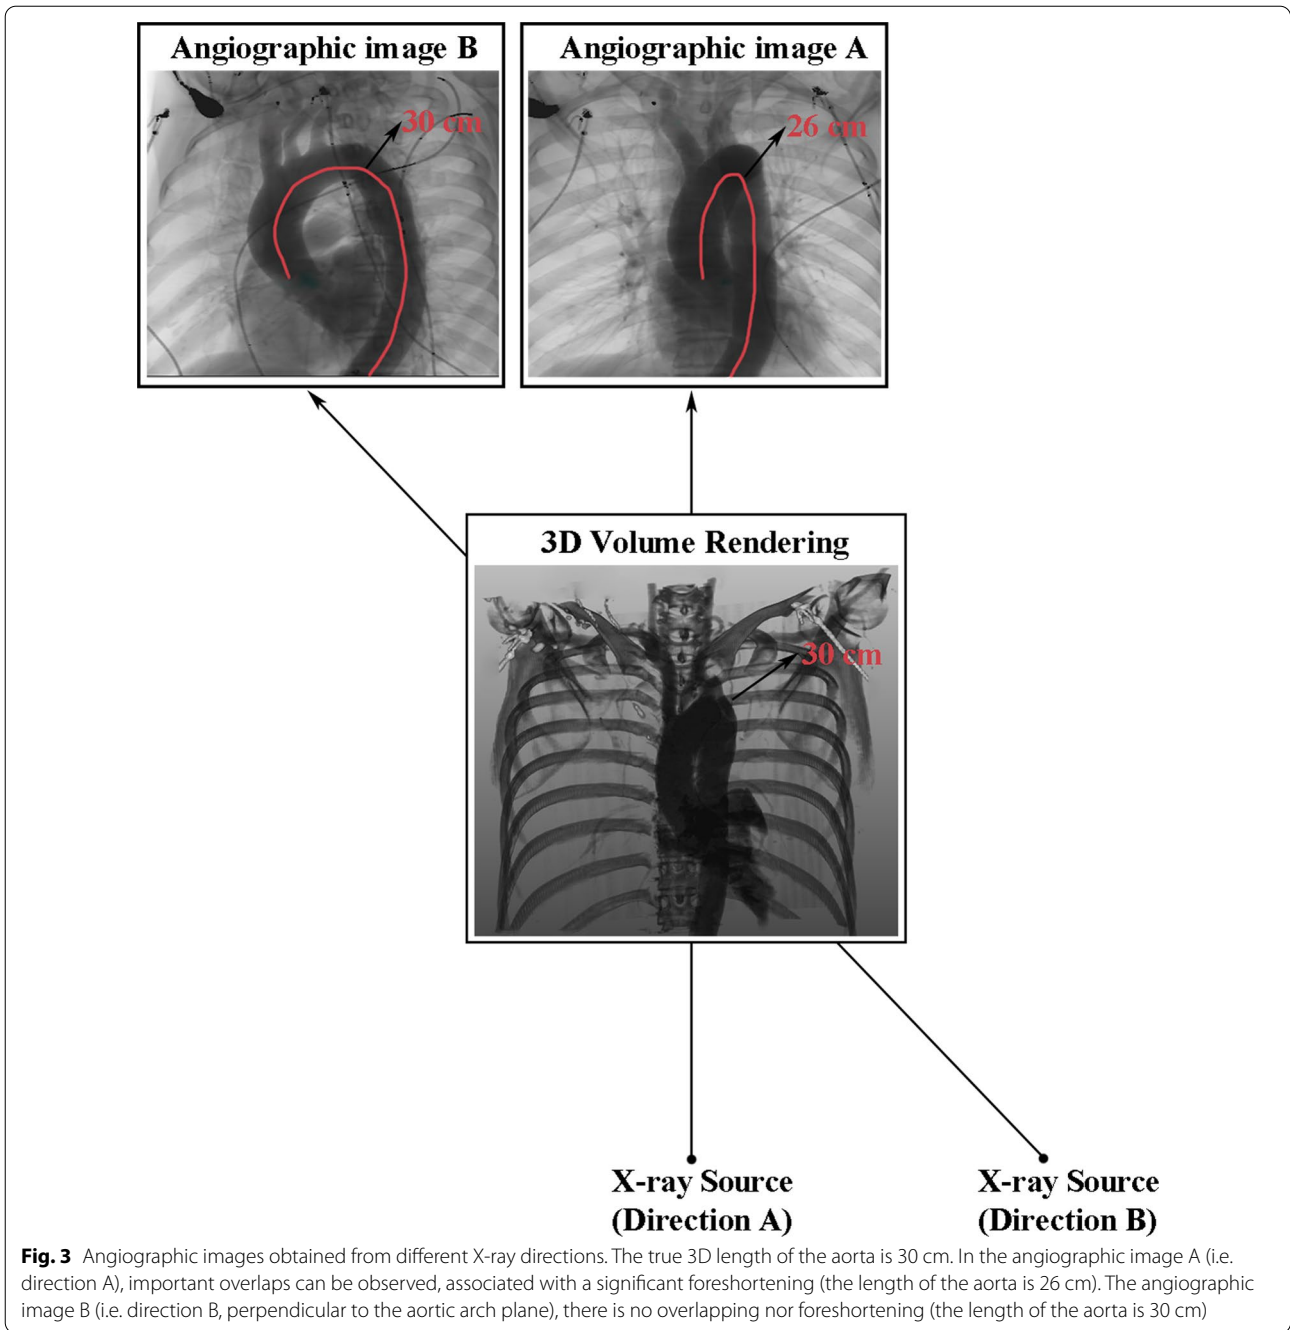 Angiographic image B
Angiographic image A
30 cm
26 cm
3D Volume Rendering
30 cm
X-ray Source
(Direction A)
X-ray Source
(Direction B)
Fig. 3 Angiographic images obtained from different X-ray directions. The true 3D length of the aorta is 30 cm. In the angiographic image A (i.e.
direction A), important overlaps can be observed, associated with a significant foreshortening (the length of the aorta is 26 cm). The angiographic
image B (i.e. direction B, perpendicular to the aortic arch plane), there is no overlapping nor foreshortening (the length of the aorta is 30 cm)